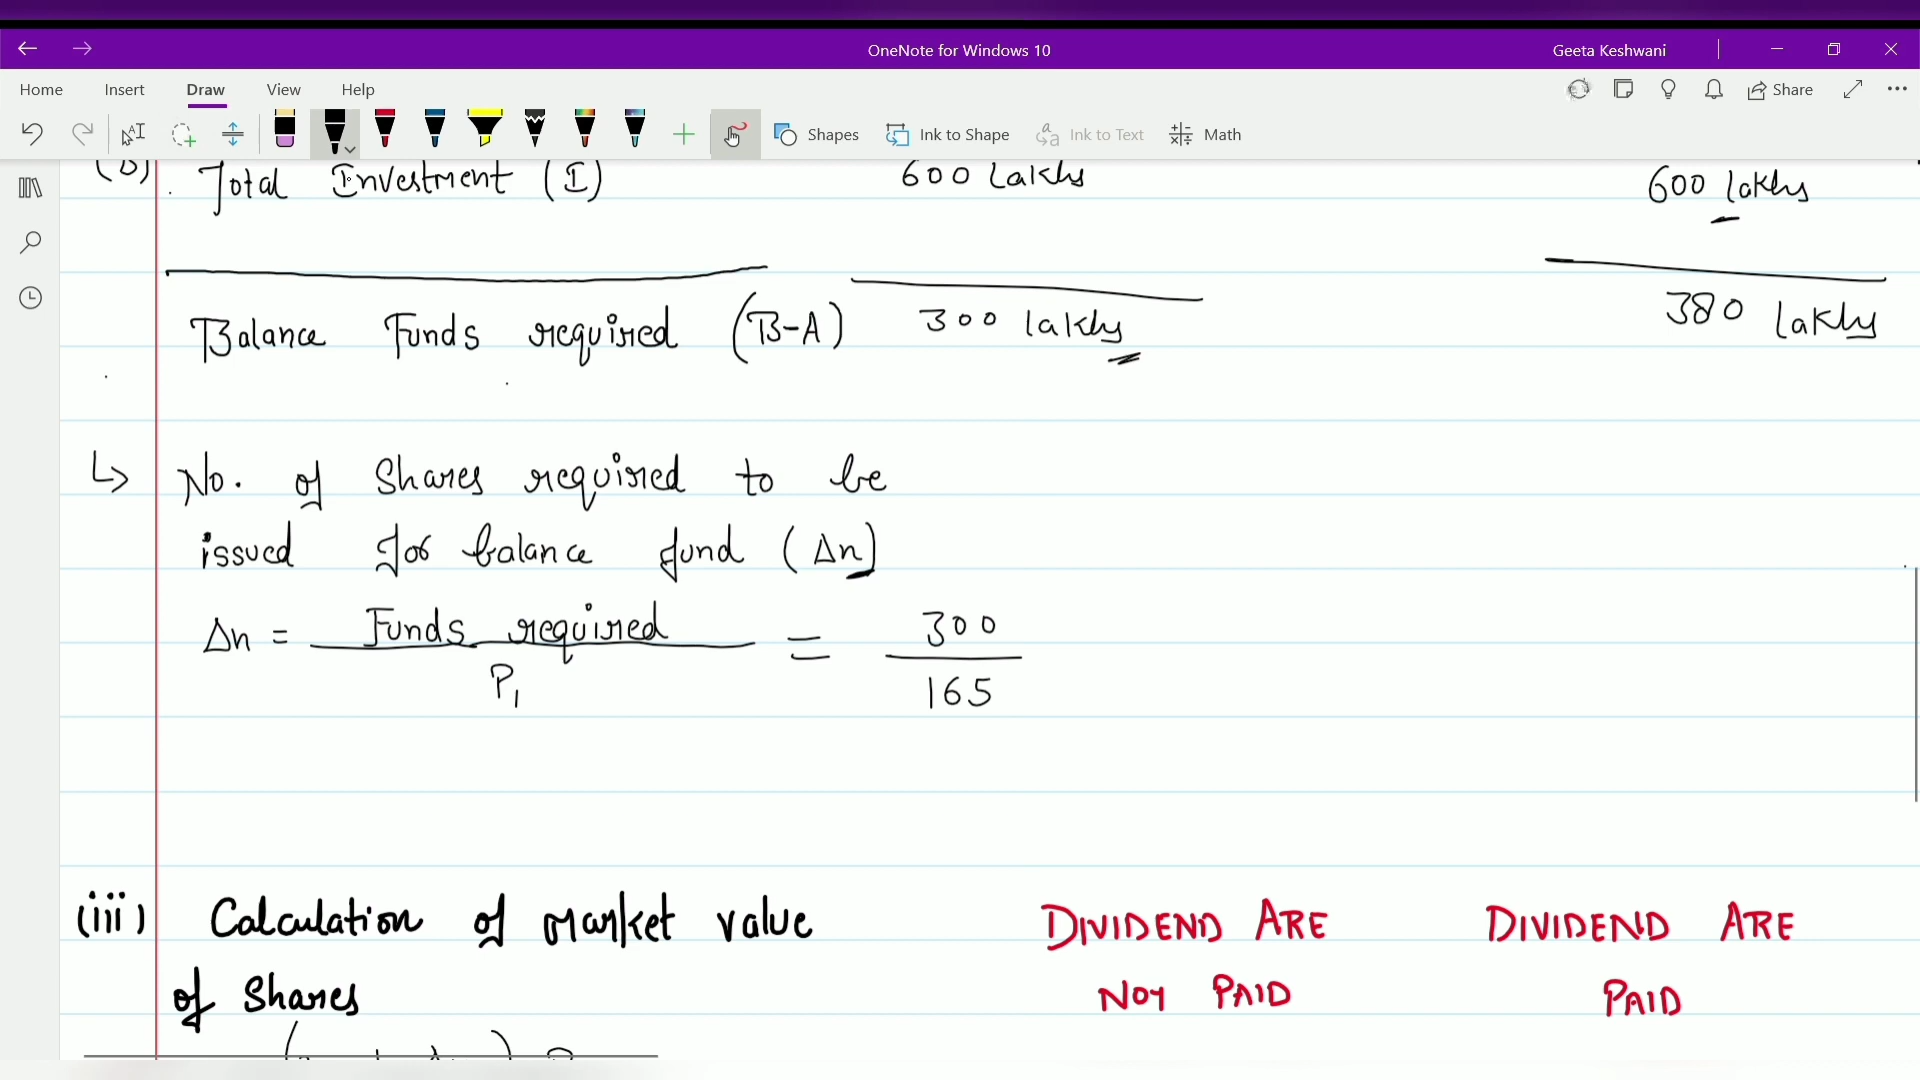 OneNote for Windows 10
Geeta Keshwani
Home Insert Draw View Help
Share
Shapes Ink to Shape Ink to Text Math
(B) Total Investment (I) 600 Lakhs 600 lakhs
Balance Funds required (B-A) 300 lakhs 380 lakhs
↳ No. of Shares required to be
issued for balance fund (Δn)
Δn = Funds required / P₁ = 300 / 165
(iii) Calculation of market value DIVIDEND ARE DIVIDEND ARE
of Shares NOT PAID PAID